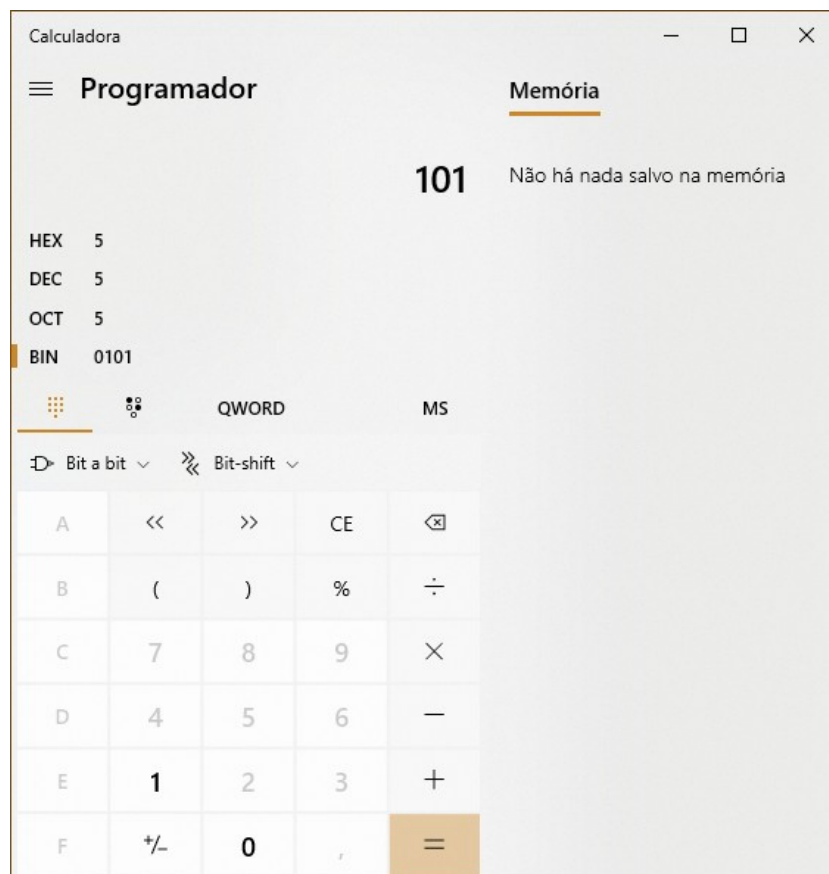 Calculadora
Programador
Memória
101
Não há nada salvo na memória
HEX 5
DEC 5
OCT 5
BIN 0101
QWORD MS
Bit a bit Bit-shift
A << >> CE
B ( ) % ÷
C 7 8 9 ×
D 4 5 6 −
E 1 2 3 +
F +/− 0 , =